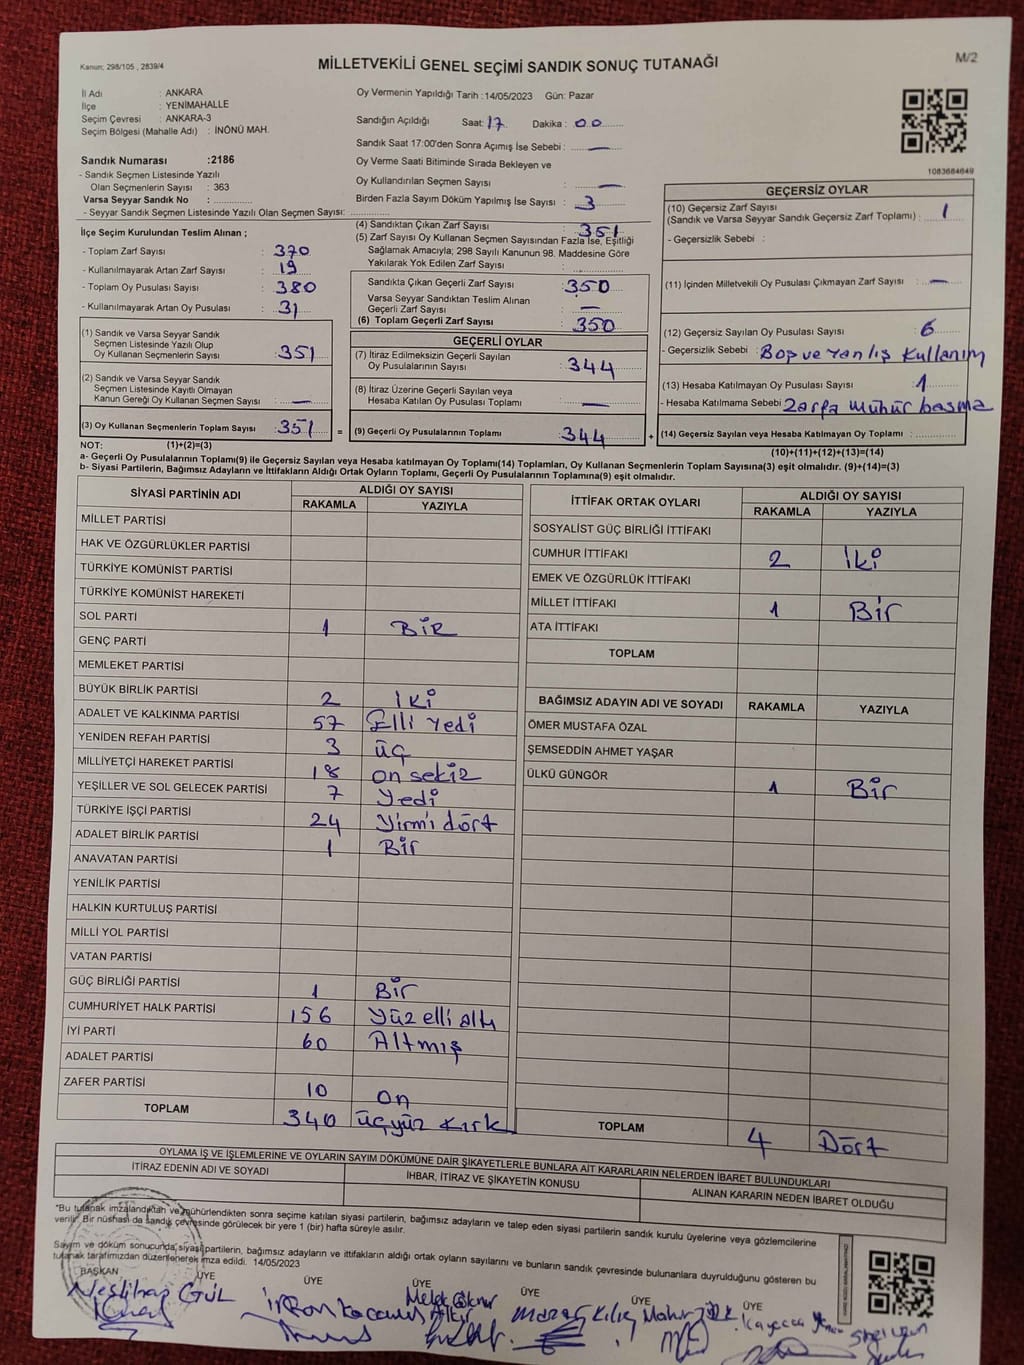 Kanun: 298/105 , 2839/4
MİLLETVEKİLİ GENEL SEÇİMİ SANDIK SONUÇ TUTANAĞI
M/2
İl Adı : ANKARA
İlçe : YENİMAHALLE
Seçim Çevresi : ANKARA-3
Seçim Bölgesi (Mahalle Adı) : İNÖNÜ MAH.
Sandık Numarası :2186
- Sandık Seçmen Listesinde Yazılı
Olan Seçmenlerin Sayısı : 363
Varsa Seyyar Sandık No :
- Seyyar Sandık Seçmen Listesinde Yazılı Olan Seçmen Sayısı:
Oy Vermenin Yapıldığı Tarih :14/05/2023 Gün: Pazar
Sandığın Açıldığı Saat: 17 Dakika : 00
Sandık Saat 17:00'den Sonra Açımış İse Sebebi : —
Oy Verme Saati Bitiminde Sırada Bekleyen ve
Oy Kullandırılan Seçmen Sayısı : —
Birden Fazla Sayım Döküm Yapılmış İse Sayısı : 3
1083684649
İlçe Seçim Kurulundan Teslim Alınan ;
- Toplam Zarf Sayısı : 370
- Kullanılmayarak Artan Zarf Sayısı : 19
- Toplam Oy Pusulası Sayısı : 380
- Kullanılmayarak Artan Oy Pusulası : 31
(1) Sandık ve Varsa Seyyar Sandık
Seçmen Listesinde Yazılı Olup
Oy Kullanan Seçmenlerin Sayısı : 351
(2) Sandık ve Varsa Seyyar Sandık
Seçmen Listesinde Kayıtlı Olmayan
Kanun Gereği Oy Kullanan Seçmen Sayısı : —
(3) Oy Kullanan Seçmenlerin Toplam Sayısı : 351 =
(4) Sandıktan Çıkan Zarf Sayısı : 351
(5) Zarf Sayısı Oy Kullanan Seçmen Sayısından Fazla İse, Eşitliği
Sağlamak Amacıyla; 298 Sayılı Kanunun 98. Maddesine Göre
Yakılarak Yok Edilen Zarf Sayısı :
Sandıkta Çıkan Geçerli Zarf Sayısı : 350
Varsa Seyyar Sandıktan Teslim Alınan
Geçerli Zarf Sayısı : —
(6) Toplam Geçerli Zarf Sayısı : 350
GEÇERLİ OYLAR
(7) İtiraz Edilmeksizin Geçerli Sayılan
Oy Pusulalarının Sayısı : 344
(8) İtiraz Üzerine Geçerli Sayılan veya
Hesaba Katılan Oy Pusulası Toplamı : —
(9) Geçerli Oy Pusulalarının Toplamı : 344 +
GEÇERSİZ OYLAR
(10) Geçersiz Zarf Sayısı
(Sandık ve Varsa Seyyar Sandık Geçersiz Zarf Toplamı) : 1
- Geçersizlik Sebebi :
(11) İçinden Milletvekili Oy Pusulası Çıkmayan Zarf Sayısı : —
(12) Geçersiz Sayılan Oy Pusulası Sayısı : 6
- Geçersizlik Sebebi : Boş ve Yanlış Kullanım
(13) Hesaba Katılmayan Oy Pusulası Sayısı : 1
- Hesaba Katılmama Sebebi : Zarfa mühür basma
(14) Geçersiz Sayılan veya Hesaba Katılmayan Oy Toplamı :
NOT: (1)+(2)=(3)
(10)+(11)+(12)+(13)=(14)
a- Geçerli Oy Pusulalarının Toplamı(9) ile Geçersiz Sayılan veya Hesaba katılmayan Oy Toplamı(14) Toplamları, Oy Kullanan Seçmenlerin Toplam Sayısına(3) eşit olmalıdır. (9)+(14)=(3)
b- Siyasi Partilerin, Bağımsız Adayların ve İttifakların Aldığı Ortak Oyların Toplamı, Geçerli Oy Pusulalarının Toplamına(9) eşit olmalıdır.
SİYASİ PARTİNİN ADI ALDIĞI OY SAYISI
RAKAMLA YAZIYLA
MİLLET PARTİSİ
HAK VE ÖZGÜRLÜKLER PARTİSİ
TÜRKİYE KOMÜNİST PARTİSİ
TÜRKİYE KOMÜNİST HAREKETİ
SOL PARTİ 1 BİR
GENÇ PARTİ
MEMLEKET PARTİSİ
BÜYÜK BİRLİK PARTİSİ 2 İki
ADALET VE KALKINMA PARTİSİ 57 Elli Yedi
YENİDEN REFAH PARTİSİ 3 üç
MİLLİYETÇİ HAREKET PARTİSİ 18 on sekiz
YEŞİLLER VE SOL GELECEK PARTİSİ 7 Yedi
TÜRKİYE İŞÇİ PARTİSİ 24 Yirmi dört
ADALET BİRLİK PARTİSİ 1 Bir
ANAVATAN PARTİSİ
YENİLİK PARTİSİ
HALKIN KURTULUŞ PARTİSİ
MİLLİ YOL PARTİSİ
VATAN PARTİSİ
GÜÇ BİRLİĞİ PARTİSİ 1 Bir
CUMHURİYET HALK PARTİSİ 156 Yüz elli altı
İYİ PARTİ 60 Altmış
ADALET PARTİSİ
ZAFER PARTİSİ 10 on
TOPLAM 340 üçyüz kırk
İTTİFAK ORTAK OYLARI ALDIĞI OY SAYISI
RAKAMLA YAZIYLA
SOSYALİST GÜÇ BİRLİĞİ İTTİFAKI
CUMHUR İTTİFAKI 2 İki
EMEK VE ÖZGÜRLÜK İTTİFAKI
MİLLET İTTİFAKI 1 Bir
ATA İTTİFAKI
TOPLAM
BAĞIMSIZ ADAYIN ADI VE SOYADI RAKAMLA YAZIYLA
ÖMER MUSTAFA ÖZAL
ŞEMSEDDİN AHMET YAŞAR
ÜLKÜ GÜNGÖR 1 Bir
TOPLAM 4 Dört
OYLAMA İŞ VE İŞLEMLERİNE VE OYLARIN SAYIM DÖKÜMÜNE DAİR ŞİKAYETLERLE BUNLARA AİT KARARLARIN NELERDEN İBARET BULUNDUKLARI
İTİRAZ EDENİN ADI VE SOYADI İHBAR, İTİRAZ VE ŞİKAYETİN KONUSU ALINAN KARARIN NEDEN İBARET OLDUĞU
"Bu tutanak imzalandıktan ve mühürlendikten sonra seçime katılan siyasi partilerin, bağımsız adayların ve talep eden siyasi partilerin sandık kurulu üyelerine veya gözlemcilerine
verilir. Bir nüshası da sandık çevresinde görülecek bir yere 1 (bir) hafta süreyle asılır.
Sayım ve döküm sonucunda siyasi partilerin, bağımsız adayların ve ittifakların aldığı ortak oyların sayılarını ve bunların sandık çevresinde bulunanlara duyrulduğunu gösteren bu
tutanak tarafımızdan düzenlenerek imza edildi. 14/05/2023
BAŞKAN ÜYE ÜYE ÜYE ÜYE ÜYE ÜYE
Neslihan GÜL